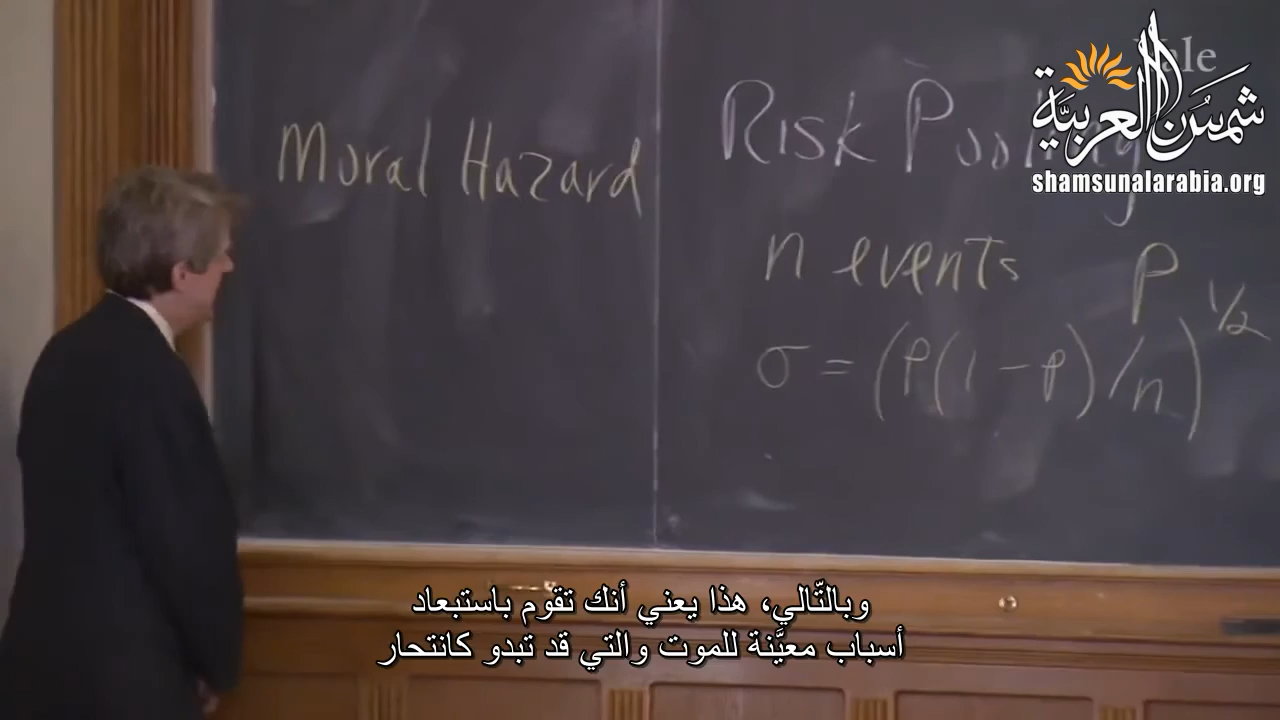 Yale
شمس العربية
shamsunalarabia.org
Moral Hazard
Risk Pooling
n events P
σ = (P(1-P)/n)^1/2
وبالتّالي، هذا يعني أنك تقوم باستبعاد
أسباب معيَّنة للموت والتي قد تبدو كانتحار